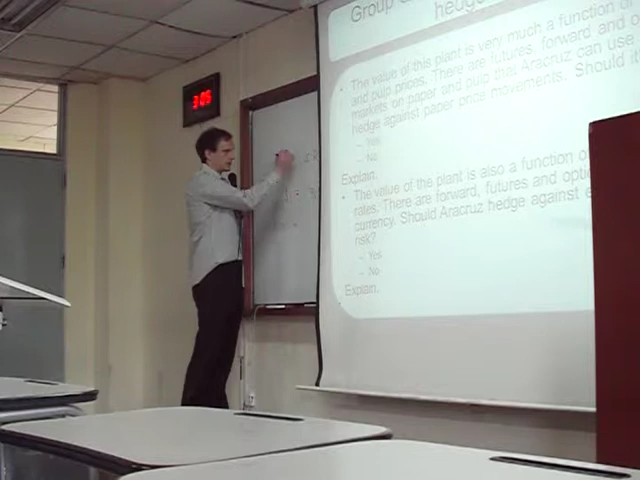 3:05
Group
hedge
• The value of this plant is very much a function of
and pulp prices. There are futures, forward and o
markets on paper and pulp that Aracruz can use
hedge against paper price movements. Should it
– Yes
– No
Explain.
• The value of the plant is also a function o
rates. There are forward, futures and opti
currency. Should Aracruz hedge against e
risk?
– Yes
– No
Explain.